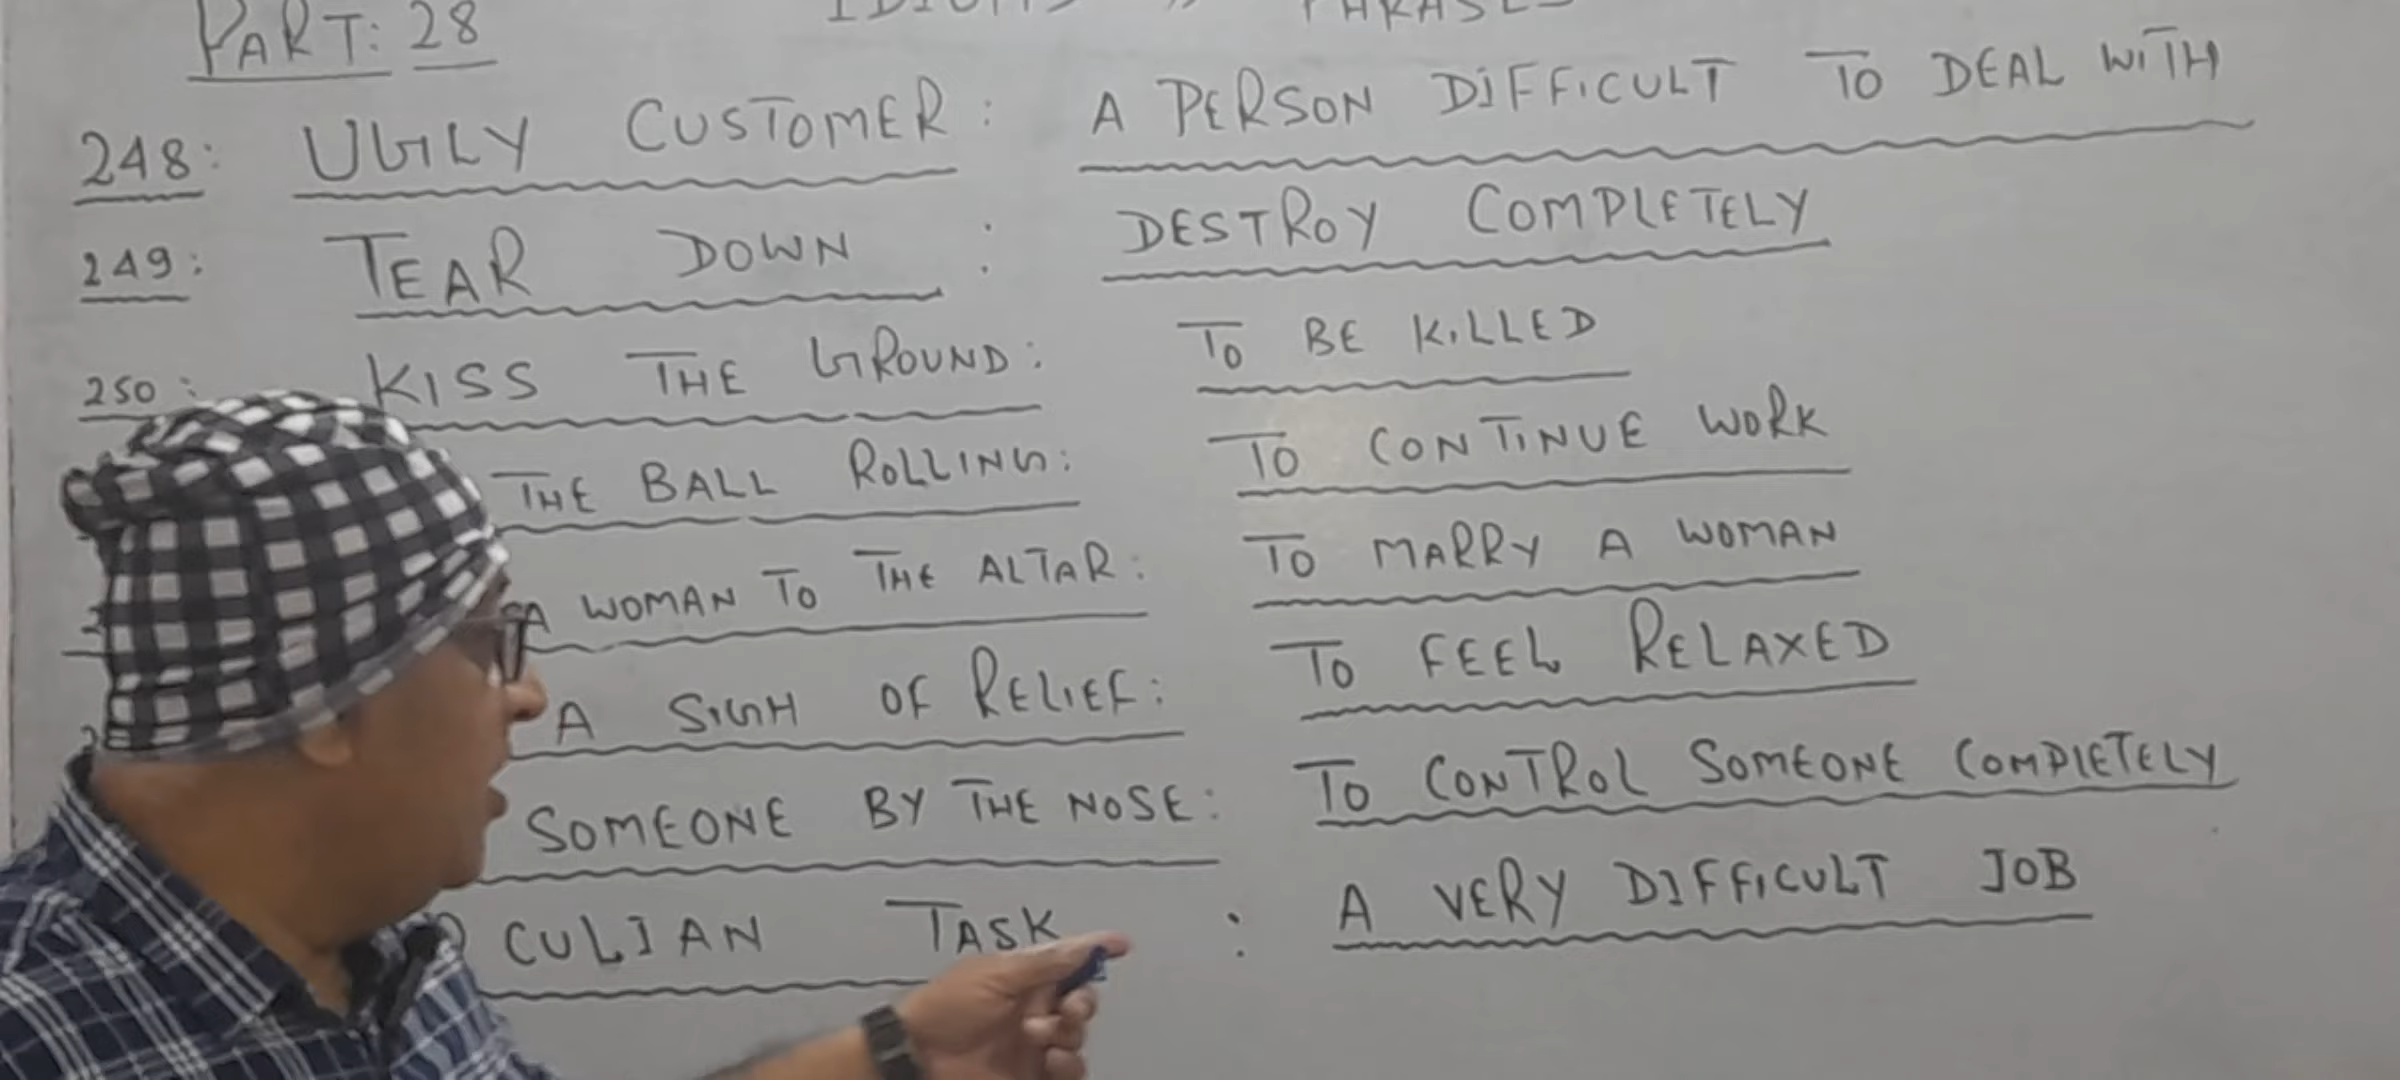 PART: 28 IDIOMS PHRASES
248: UGLY CUSTOMER: A PERSON DIFFICULT TO DEAL WITH
249: TEAR DOWN : DESTROY COMPLETELY
250: KISS THE GROUND: TO BE KILLED
THE BALL ROLLING: TO CONTINUE WORK
A WOMAN TO THE ALTAR: TO MARRY A WOMAN
A SIGH OF RELIEF: TO FEEL RELAXED
SOMEONE BY THE NOSE: TO CONTROL SOMEONE COMPLETELY
CULIAN TASK : A VERY DIFFICULT JOB